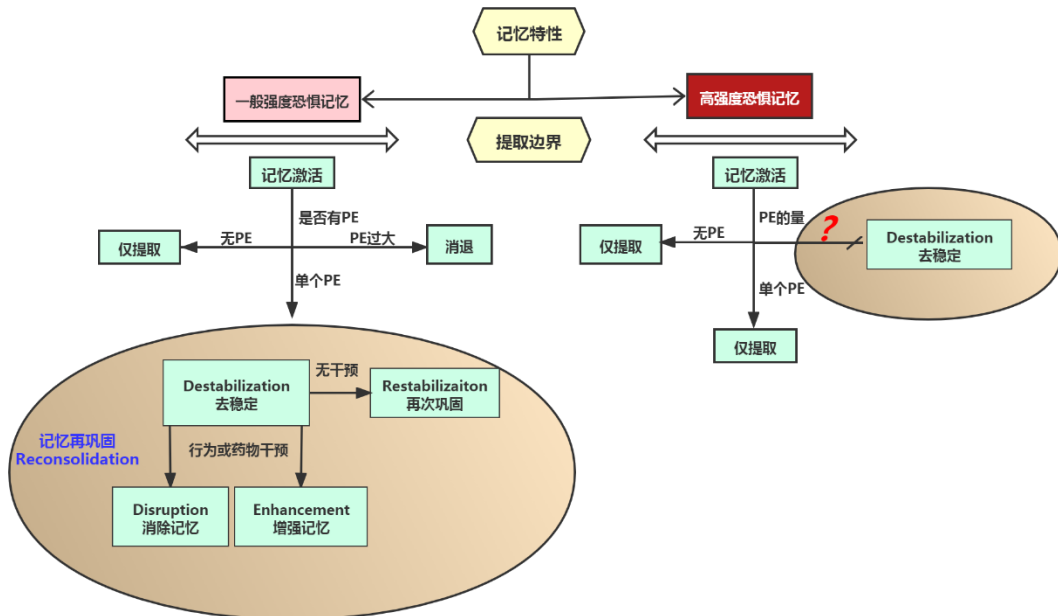 记忆特性
一般强度恐惧记忆
高强度恐惧记忆
提取边界
记忆激活
是否有PE
无PE
PE过大
仅提取
消退
单个PE
Destabilization
去稳定
无干预
Restabilizaiton
再次巩固
记忆再巩固
Reconsolidation
行为或药物干预
Disruption
消除记忆
Enhancement
增强记忆
记忆激活
PE的量
无PE
?
仅提取
Destabilization
去稳定
单个PE
仅提取